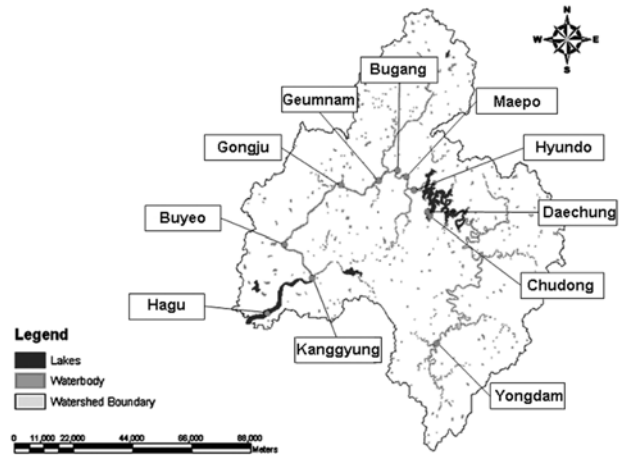 N
W E
S
Bugang
Geumnam
Maepo
Gongju
Hyundo
Buyeo
Daechung
Chudong
Hagu
Kanggyung
Yongdam
Legend
Lakes
Waterbody
Watershed Boundary
0 11,000 22,000 44,000 66,000 88,000
Meters